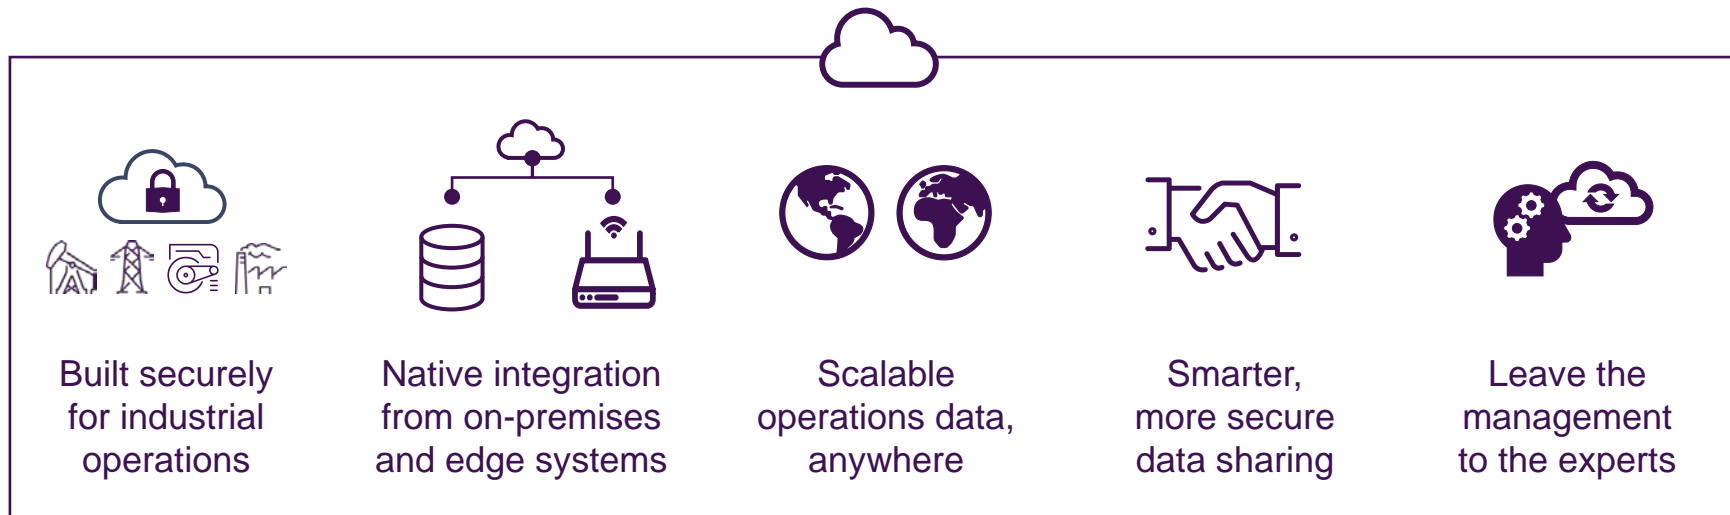 Built securely
for industrial
operations
Native integration
from on-premises
and edge systems
Scalable
operations data,
anywhere
Smarter,
more secure
data sharing
Leave the
management
to the experts